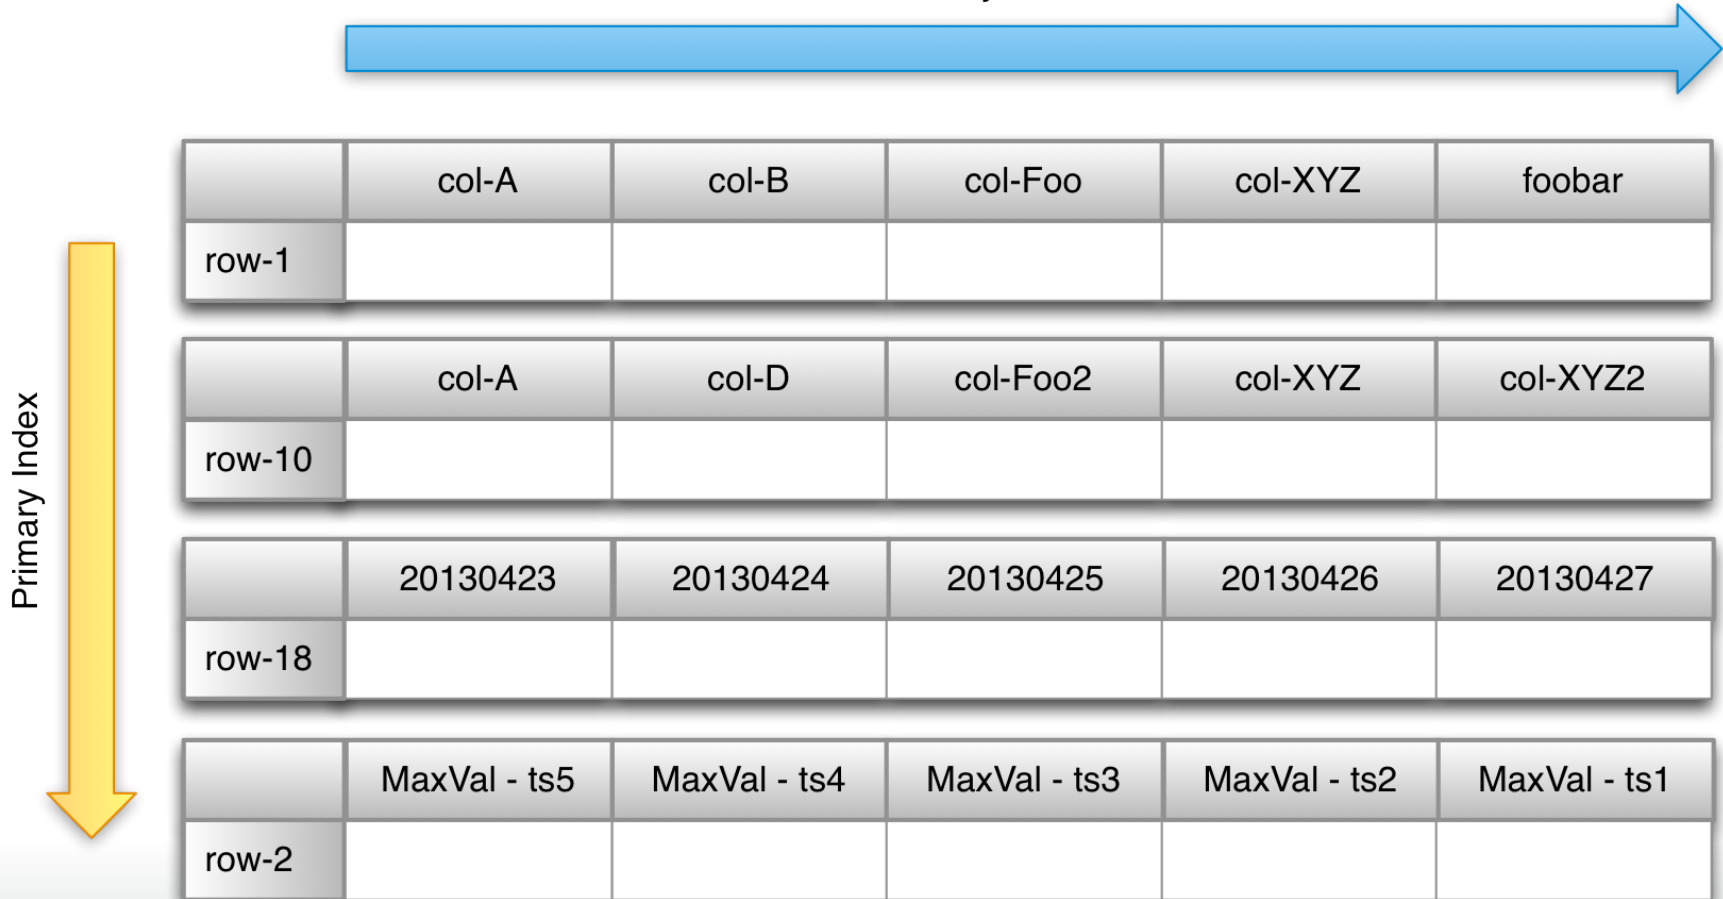 col-A col-B col-Foo col-XYZ foobar
row-1
col-A col-D col-Foo2 col-XYZ col-XYZ2
row-10
Primary Index
20130423 20130424 20130425 20130426 20130427
row-18
MaxVal - ts5 MaxVal - ts4 MaxVal - ts3 MaxVal - ts2 MaxVal - ts1
row-2